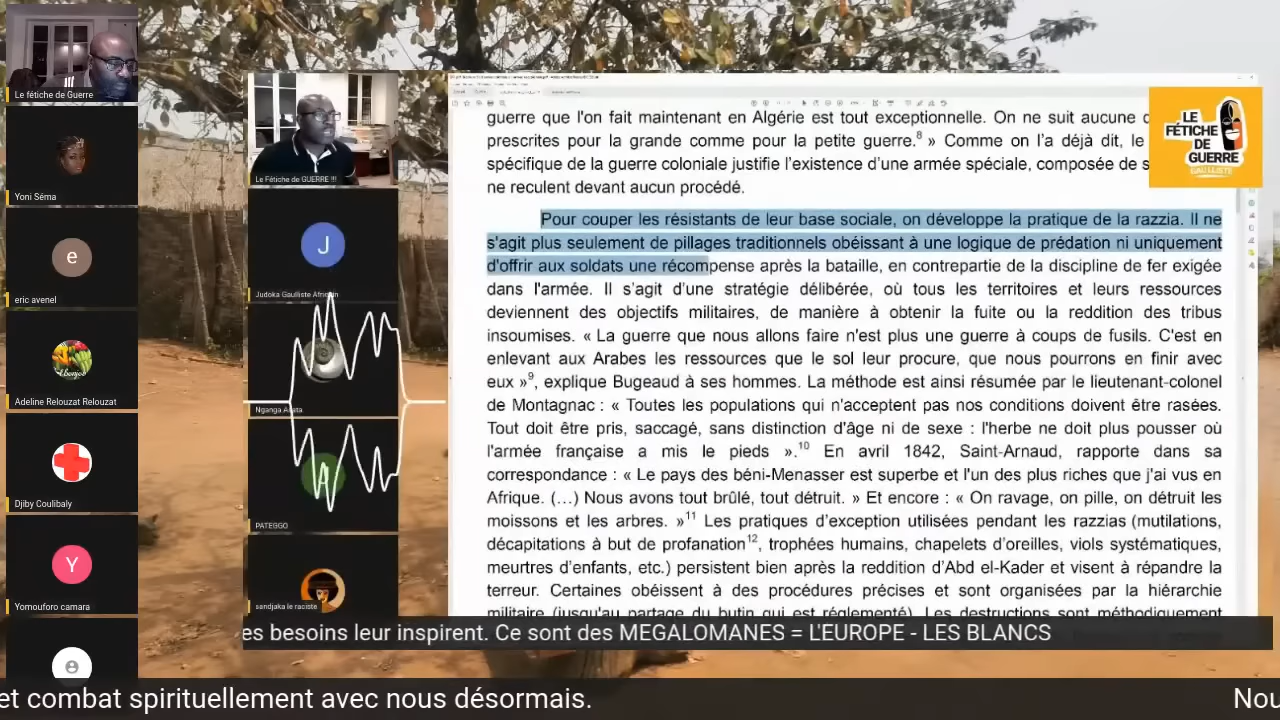 Le fétiche de Guerre
Yoni Séma
eric avenel
Adeline Relouzat Relouzat
Djiby Coulibaly
Yomouforo camara
e
Y
Le Fétiche de GUERRE !!!
J
Judoka Gaulliste Africain
Nganga Akata
PATEGGO
sandjaka le raciste
LE
FÉTICHE
DE
GUERRE
GAULLISTE
guerre que l'on fait maintenant en Algérie est tout exceptionnelle. On ne suit aucune d
prescrites pour la grande comme pour la petite guerre.8 » Comme on l'a déjà dit, le
spécifique de la guerre coloniale justifie l'existence d'une armée spéciale, composée de s
ne reculent devant aucun procédé.
Pour couper les résistants de leur base sociale, on développe la pratique de la razzia. Il ne
s'agit plus seulement de pillages traditionnels obéissant à une logique de prédation ni uniquement
d'offrir aux soldats une récompense après la bataille, en contrepartie de la discipline de fer exigée
dans l'armée. Il s'agit d'une stratégie délibérée, où tous les territoires et leurs ressources
deviennent des objectifs militaires, de manière à obtenir la fuite ou la reddition des tribus
insoumises. « La guerre que nous allons faire n'est plus une guerre à coups de fusils. C'est en
enlevant aux Arabes les ressources que le sol leur procure, que nous pourrons en finir avec
eux »9, explique Bugeaud à ses hommes. La méthode est ainsi résumée par le lieutenant-colonel
de Montagnac : « Toutes les populations qui n'acceptent pas nos conditions doivent être rasées.
Tout doit être pris, saccagé, sans distinction d'âge ni de sexe : l'herbe ne doit plus pousser où
l'armée française a mis le pieds ».10 En avril 1842, Saint-Arnaud, rapporte dans sa
correspondance : « Le pays des béni-Menasser est superbe et l'un des plus riches que j'ai vus en
Afrique. (…) Nous avons tout brûlé, tout détruit. » Et encore : « On ravage, on pille, on détruit les
moissons et les arbres. »11 Les pratiques d'exception utilisées pendant les razzias (mutilations,
décapitations à but de profanation12, trophées humains, chapelets d'oreilles, viols systématiques,
meurtres d'enfants, etc.) persistent bien après la reddition d'Abd el-Kader et visent à répandre la
terreur. Certaines obéissent à des procédures précises et sont organisées par la hiérarchie
militaire (jusqu'au partage du butin qui est réglementé). Les destructions sont méthodiquement
es besoins leur inspirent. Ce sont des MEGALOMANES = L'EUROPE - LES BLANCS
et combat spirituellement avec nous désormais.
Nou